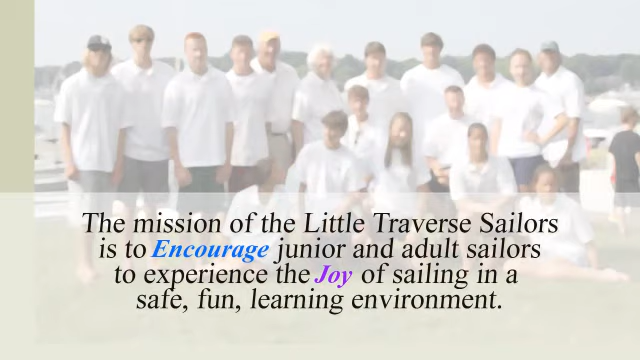 The mission of the Little Traverse Sailors
is to Encourage junior and adult sailors
to experience the Joy of sailing in a
safe, fun, learning environment.